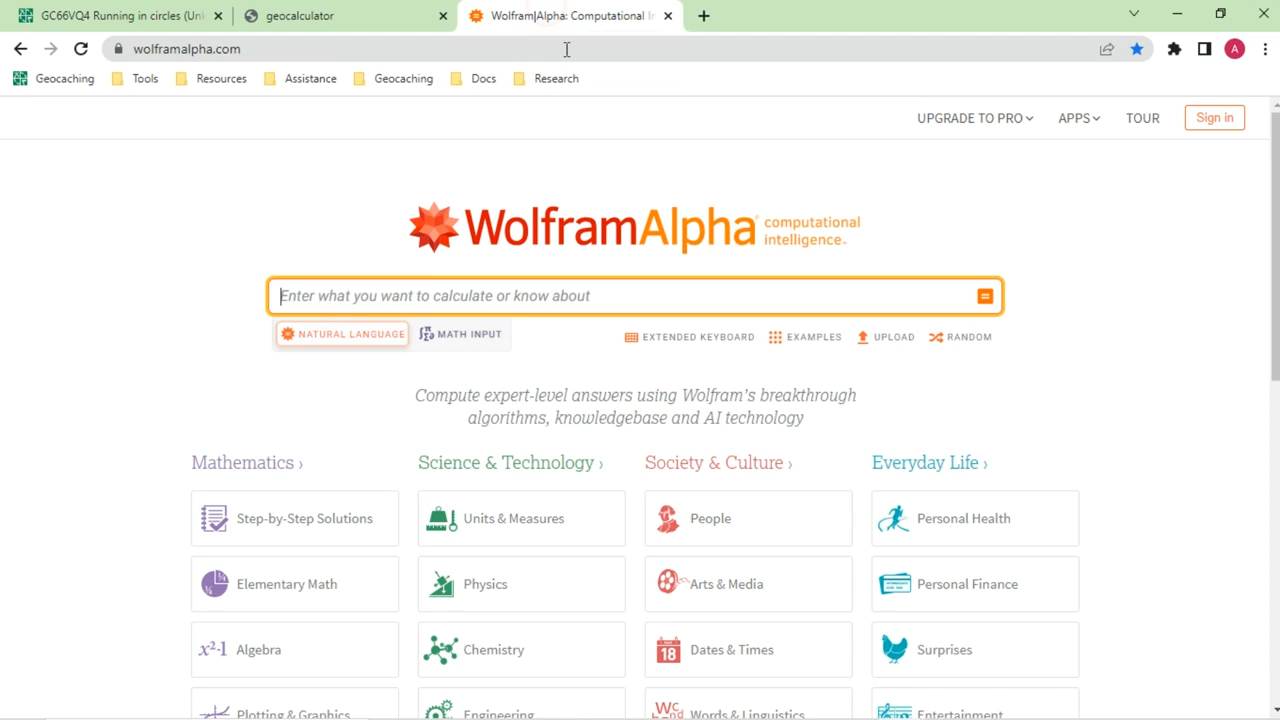 GC66VQ4 Running in circles (Unk
geocalculator
Wolfram|Alpha: Computational In
wolframalpha.com
A
Geocaching
Tools
Resources
Assistance
Geocaching
Docs
Research
UPGRADE TO PRO
APPS
TOUR
Sign in
WolframAlpha computational
intelligence.
Enter what you want to calculate or know about
NATURAL LANGUAGE
MATH INPUT
EXTENDED KEYBOARD
EXAMPLES
UPLOAD
RANDOM
Compute expert-level answers using Wolfram's breakthrough
algorithms, knowledgebase and AI technology
Mathematics ›
Science & Technology ›
Society & Culture ›
Everyday Life ›
Step-by-Step Solutions
Units & Measures
People
Personal Health
Elementary Math
Physics
Arts & Media
Personal Finance
x²-1 Algebra
Chemistry
18 Dates & Times
Surprises
Plotting & Graphics
Engineering
Words & Linguistics
Entertainment